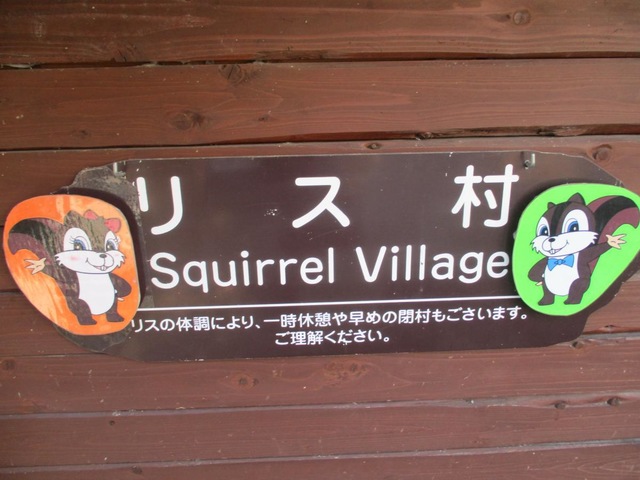 リス村
Squirrel Village
リスの体調により、一時休憩や早めの閉村もございます。
ご理解ください。